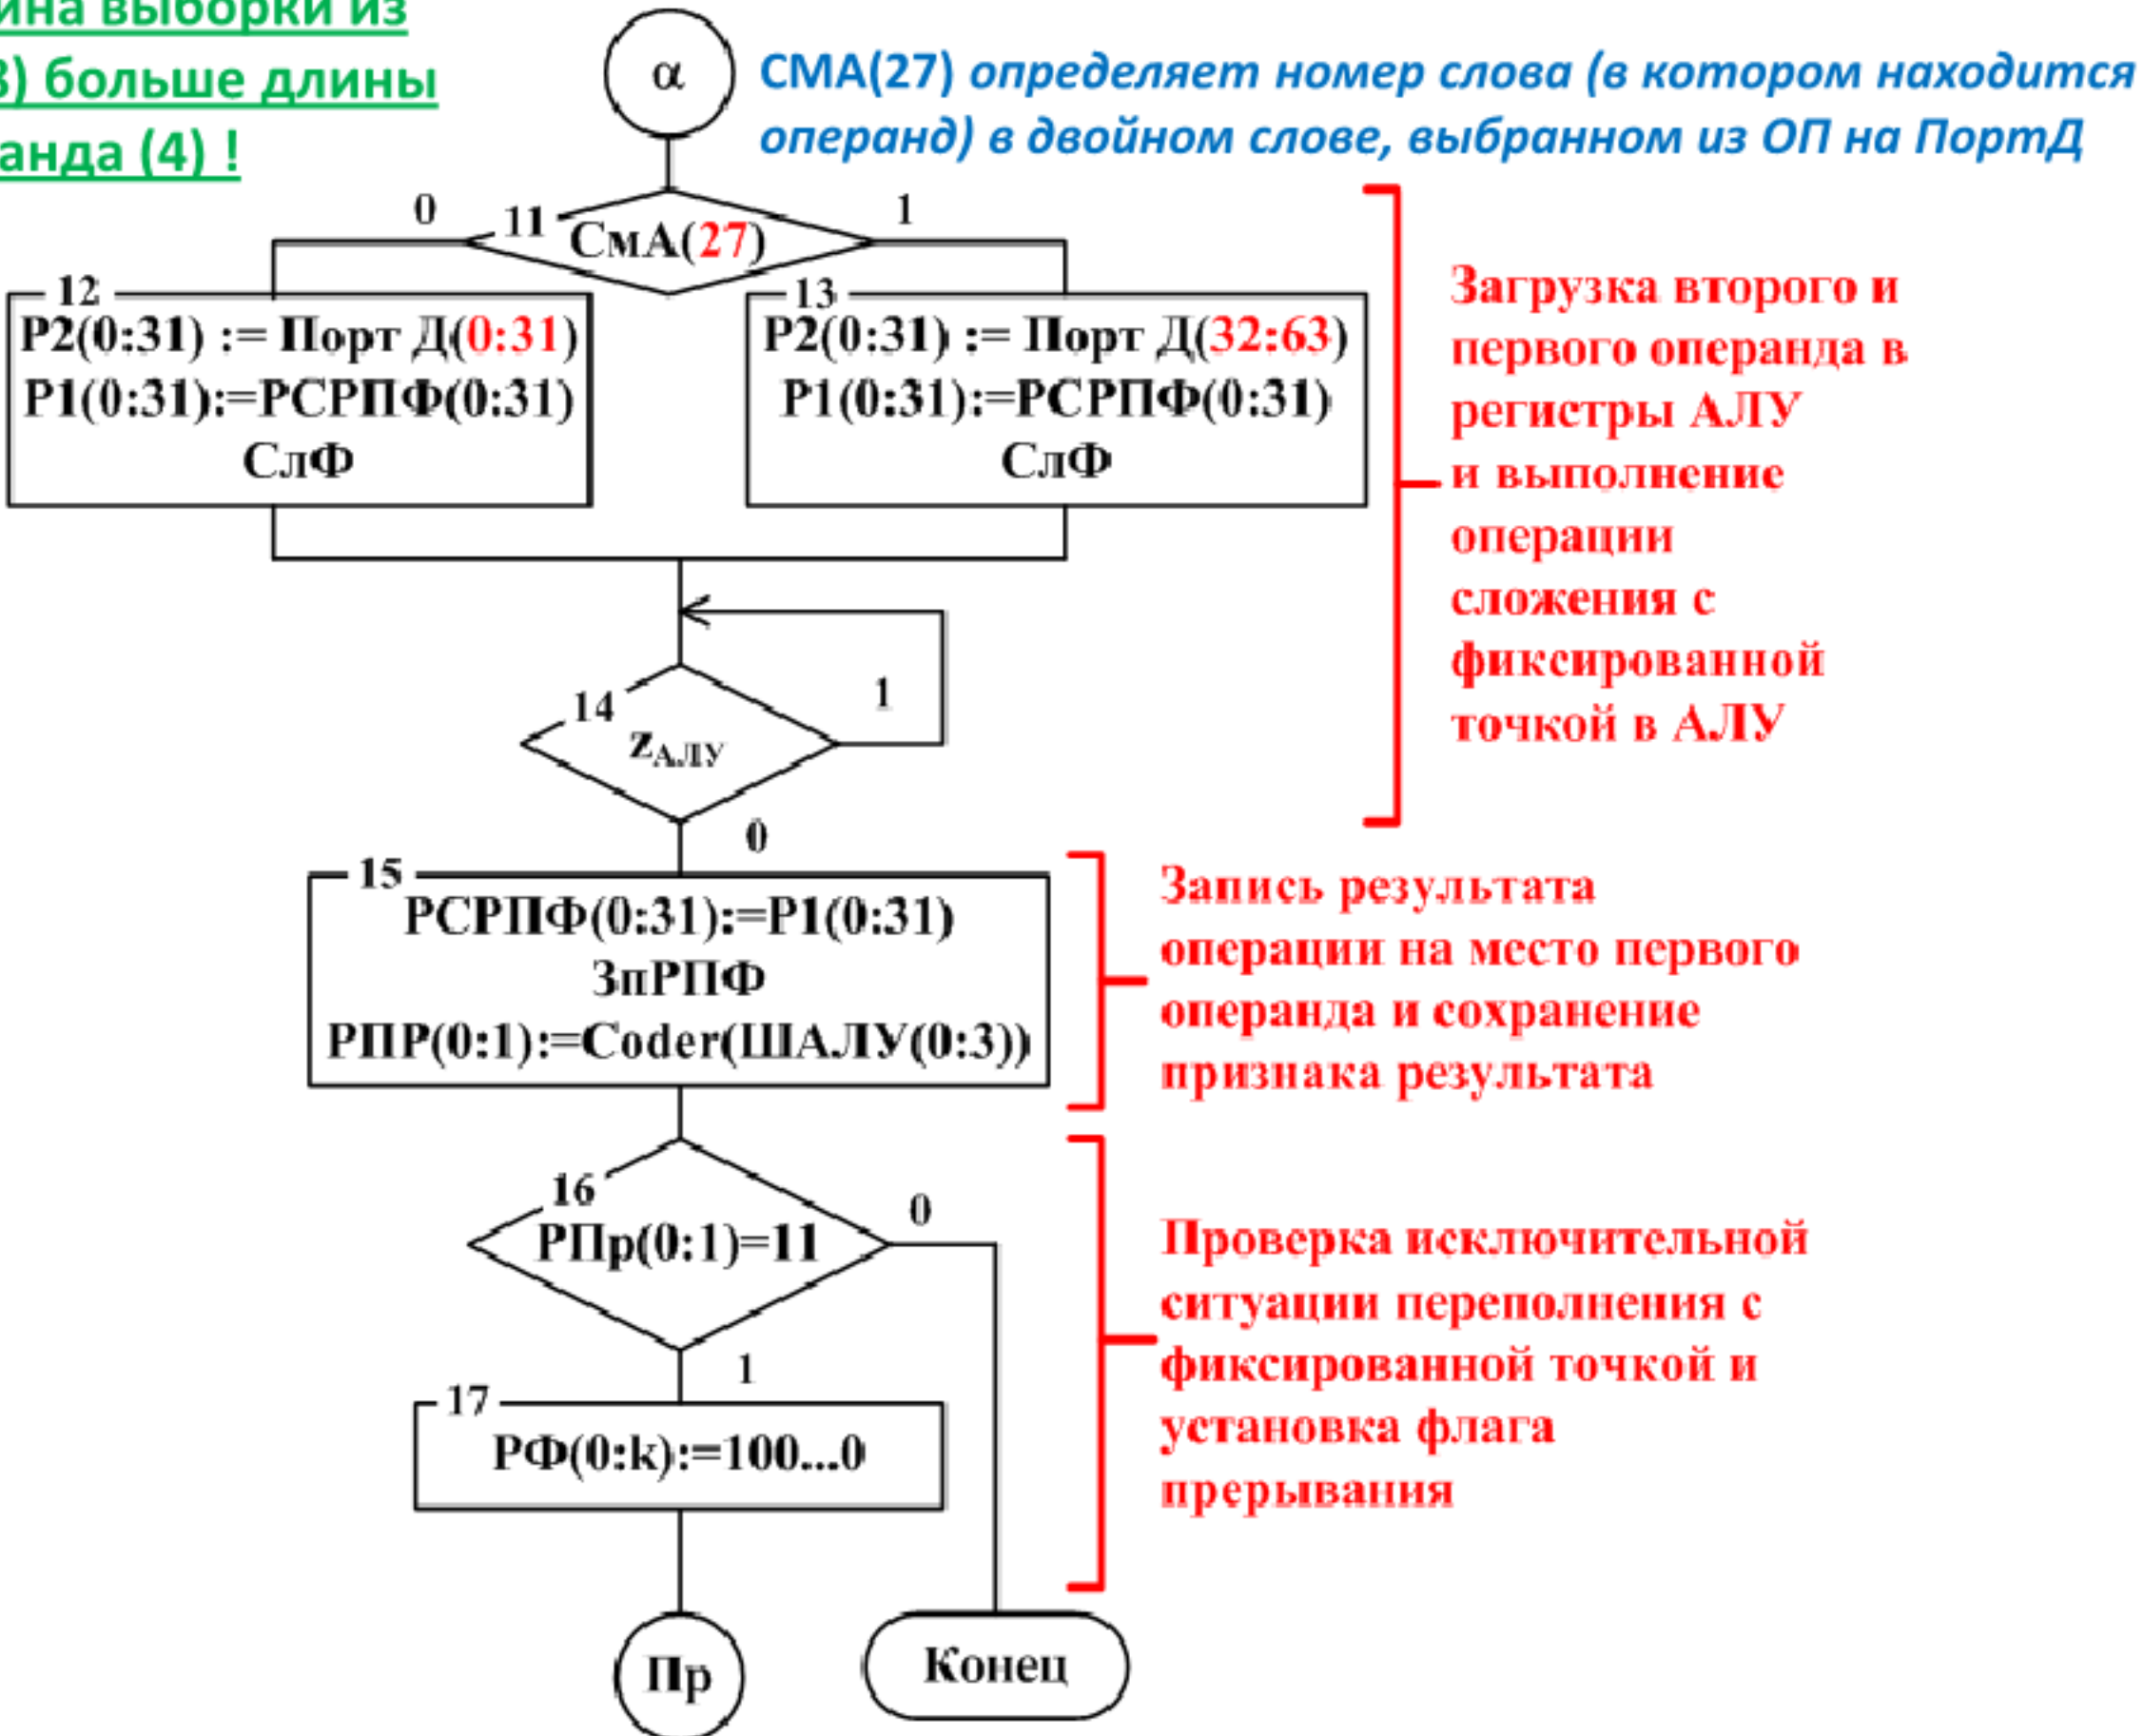 выборки из
больше длины
(4) !
α
СМА(27) определяет номер слова (в котором находится
операнд) в двойном слове, выбранном из ОП на ПортД
0
11
СмА(27)
1
12
Р2(0:31) := Порт Д(0:31)
Р1(0:31):=РСРПФ(0:31)
СлФ
13
Р2(0:31) := Порт Д(32:63)
Р1(0:31):=РСРПФ(0:31)
СлФ
Загрузка второго и
первого операнда в
регистры АЛУ
и выполнение
операции
сложения с
фиксированной
точкой в АЛУ
14
zАЛУ
1
0
15
РСРПФ(0:31):=Р1(0:31)
ЗпРПФ
РПР(0:1):=Coder(ШАЛУ(0:3))
Запись результата
операции на место первого
операнда и сохранение
признака результата
16
РПр(0:1)=11
0
1
17
РФ(0:k):=100...0
Проверка исключительной
ситуации переполнения с
фиксированной точкой и
установка флага
прерывания
Пр
Конец